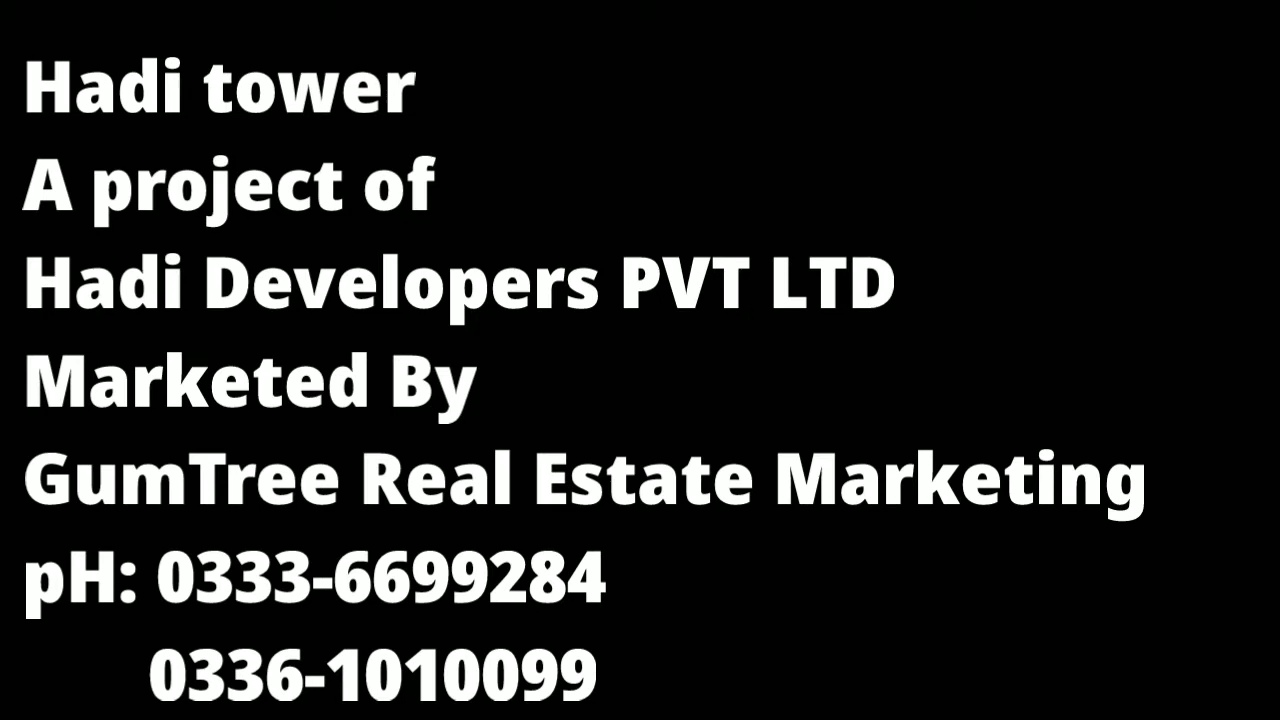 Hadi tower
A project of
Hadi Developers PVT LTD
Marketed By
GumTree Real Estate Marketing
pH: 0333-6699284
0336-1010099